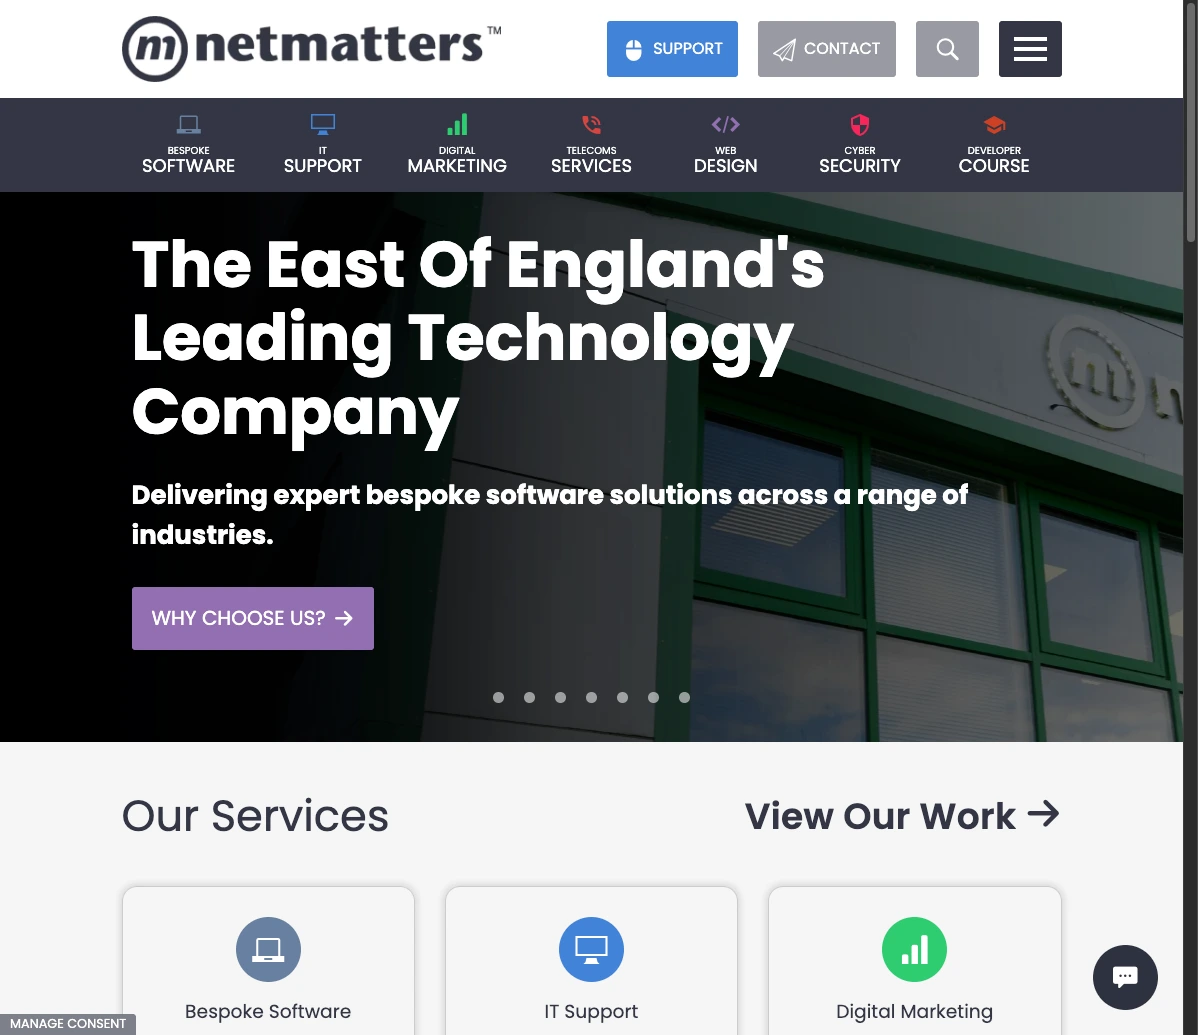 m netmatters™
SUPPORT
CONTACT
BESPOKE
SOFTWARE
IT
SUPPORT
DIGITAL
MARKETING
TELECOMS
SERVICES
WEB
DESIGN
CYBER
SECURITY
DEVELOPER
COURSE
The East Of England's
Leading Technology
Company
m n
Delivering expert bespoke software solutions across a range of
industries.
WHY CHOOSE US? →
Our Services
View Our Work →
Bespoke Software
IT Support
Digital Marketing
MANAGE CONSENT